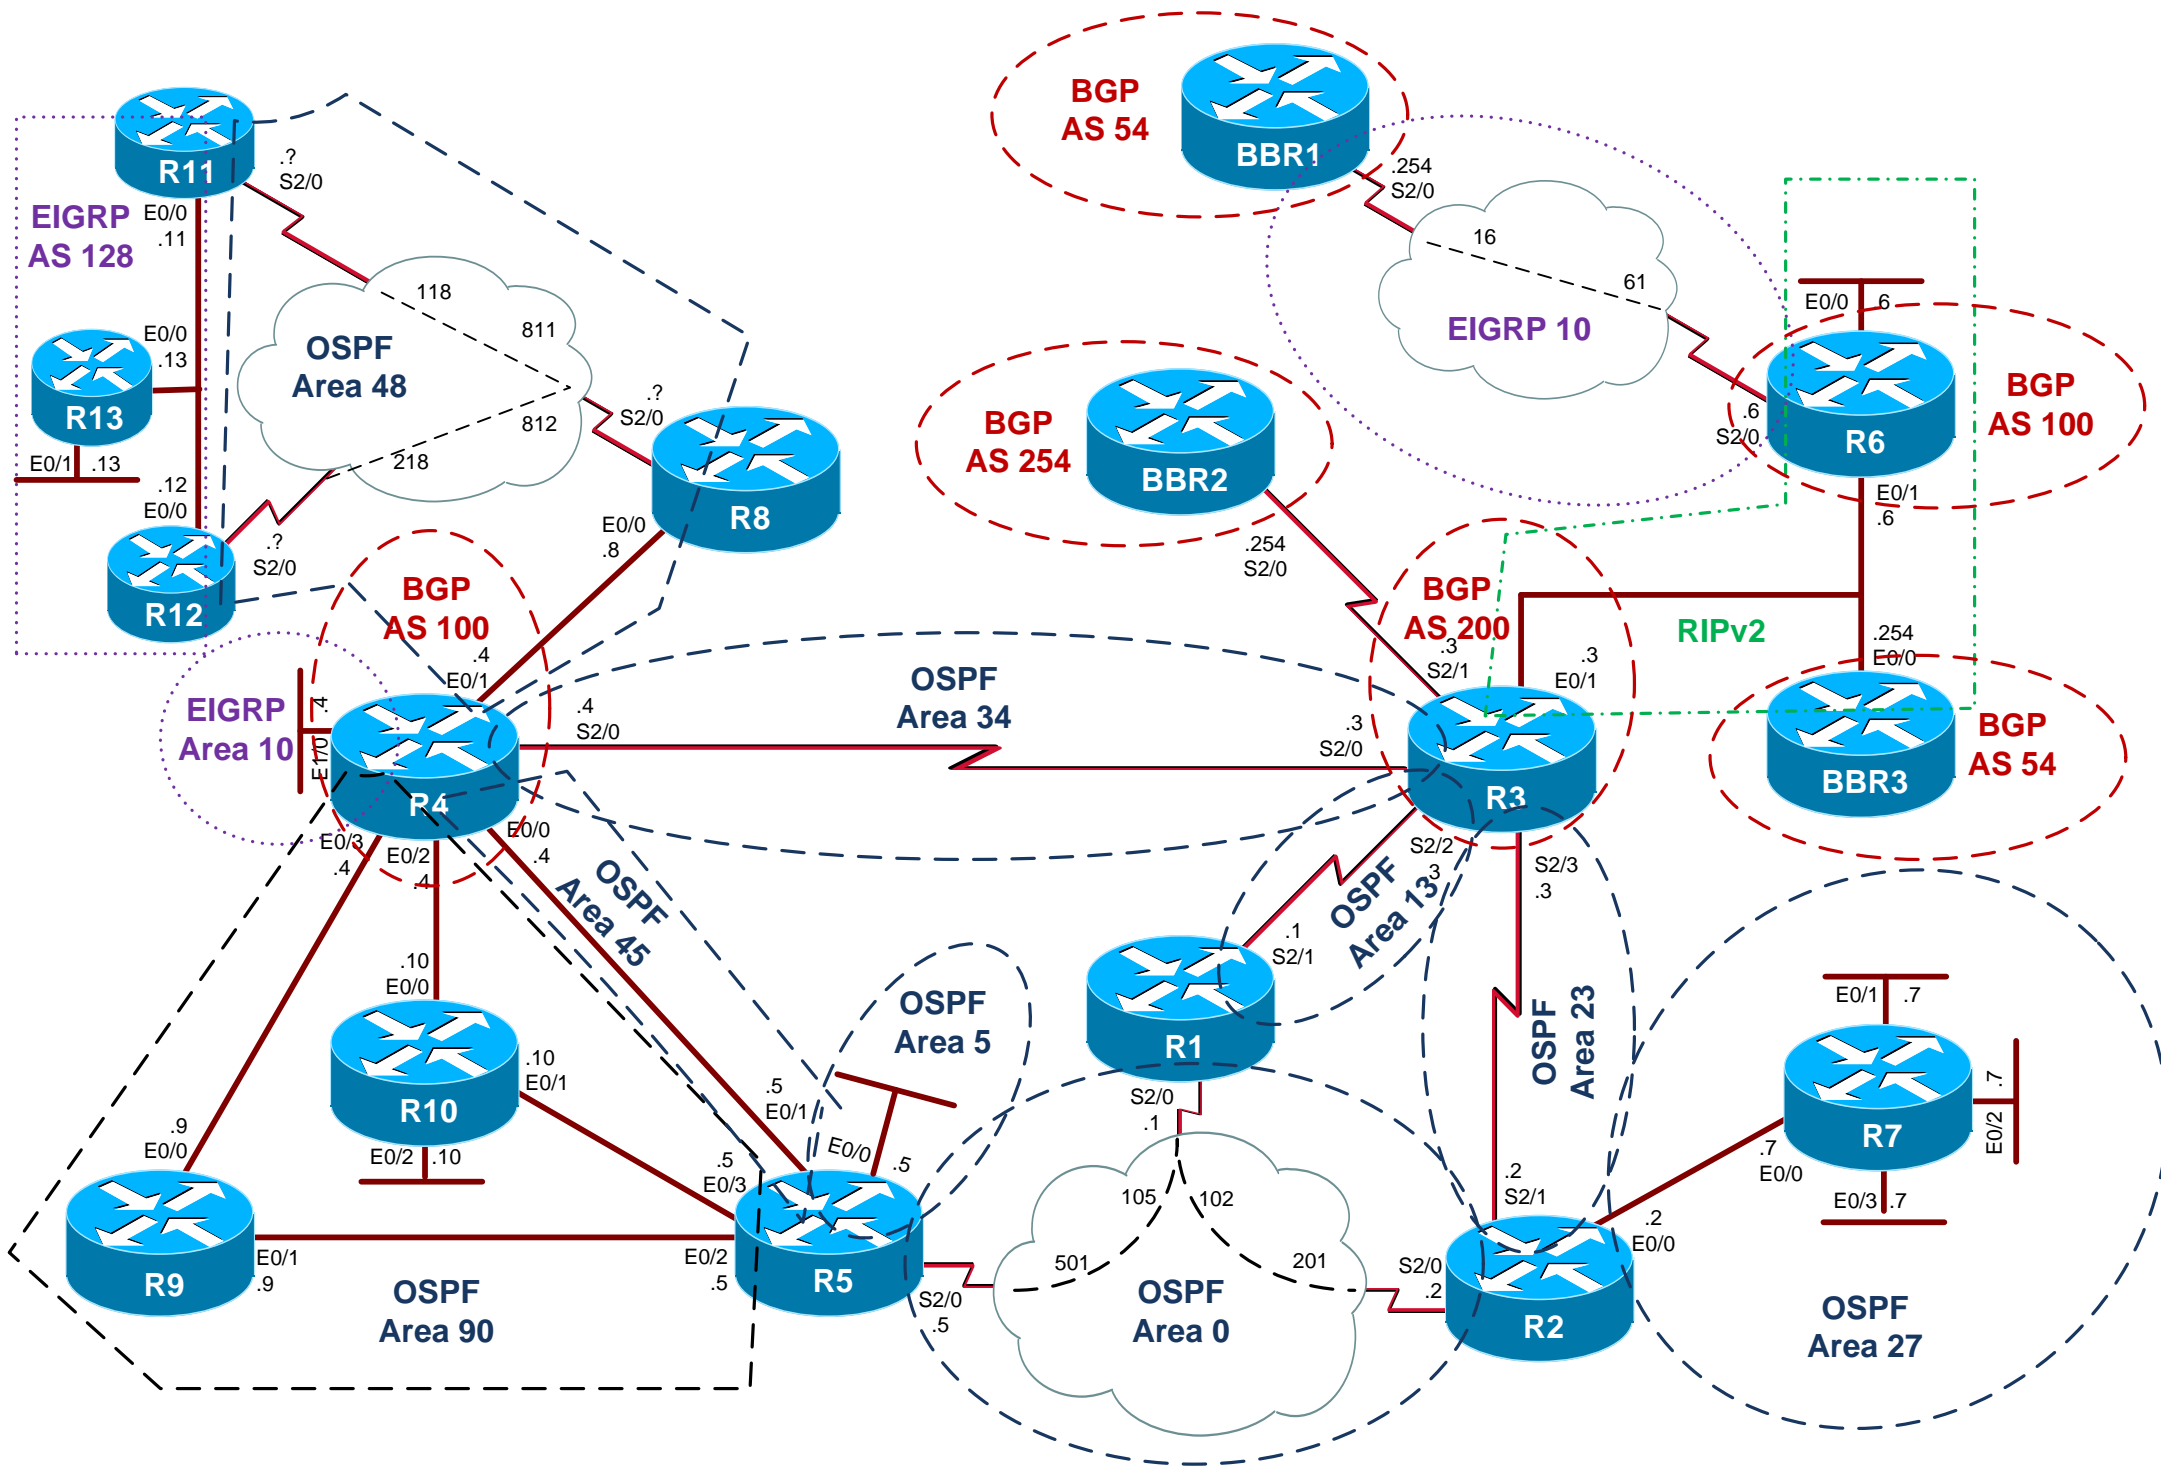 BGP
AS 54
BBR1
.254
S2/0
16
61
EIGRP 10
R11
.?
S2/0
E0/0
.11
EIGRP
AS 128
118
811
OSPF
Area 48
812
218
.?
S2/0
E0/0
.13
R13
E0/1
.13
.12
E0/0
R12
.?
S2/0
R8
E0/0
.8
BGP
AS 254
BBR2
.254
S2/0
E0/0
.6
BGP
AS 100
R6
.6
S2/0
E0/1
.6
RIPv2
.254
E0/0
BBR3
BGP
AS 54
BGP
AS 200
.3
S2/1
.3
E0/1
.3
S2/0
R3
S2/2
.3
S2/3
.3
BGP
AS 100
.4
E0/1
EIGRP
Area 10
.4
E1/0
R4
.4
S2/0
OSPF
Area 34
E0/3
.4
E0/2
.4
E0/0
.4
OSPF
Area 45
OSPF
Area 13
OSPF
Area 23
.1
S2/1
R1
S2/0
.1
OSPF
Area 5
.10
E0/0
R10
.10
E0/1
E0/2
.10
.9
E0/0
R9
E0/1
.9
OSPF
Area 90
.5
E0/1
E0/0
.5
.5
E0/3
E0/2
.5
R5
S2/0
.5
105
102
501
201
OSPF
Area 0
S2/0
.2
.2
S2/1
R2
.2
E0/0
.7
E0/0
R7
E0/1
.7
.7
E0/2
E0/3
.7
OSPF
Area 27